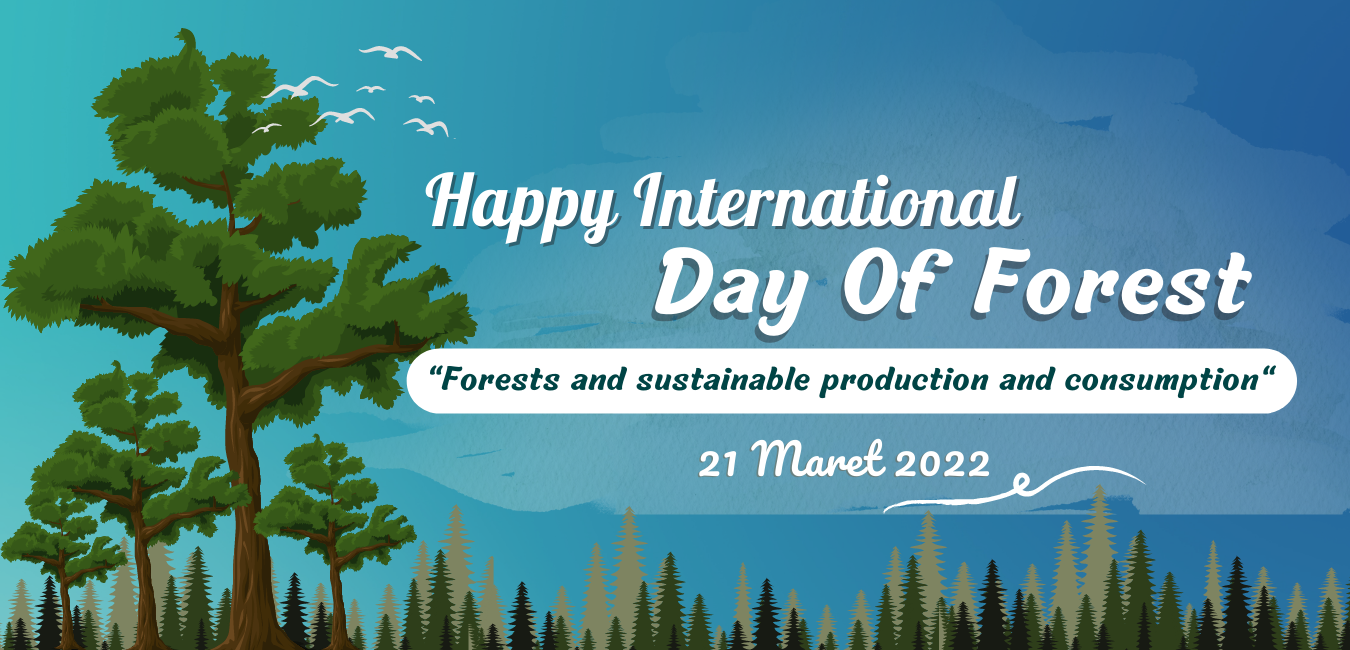 Happy International
Day Of Forest
“Forests and sustainable production and consumption“
21 Maret 2022